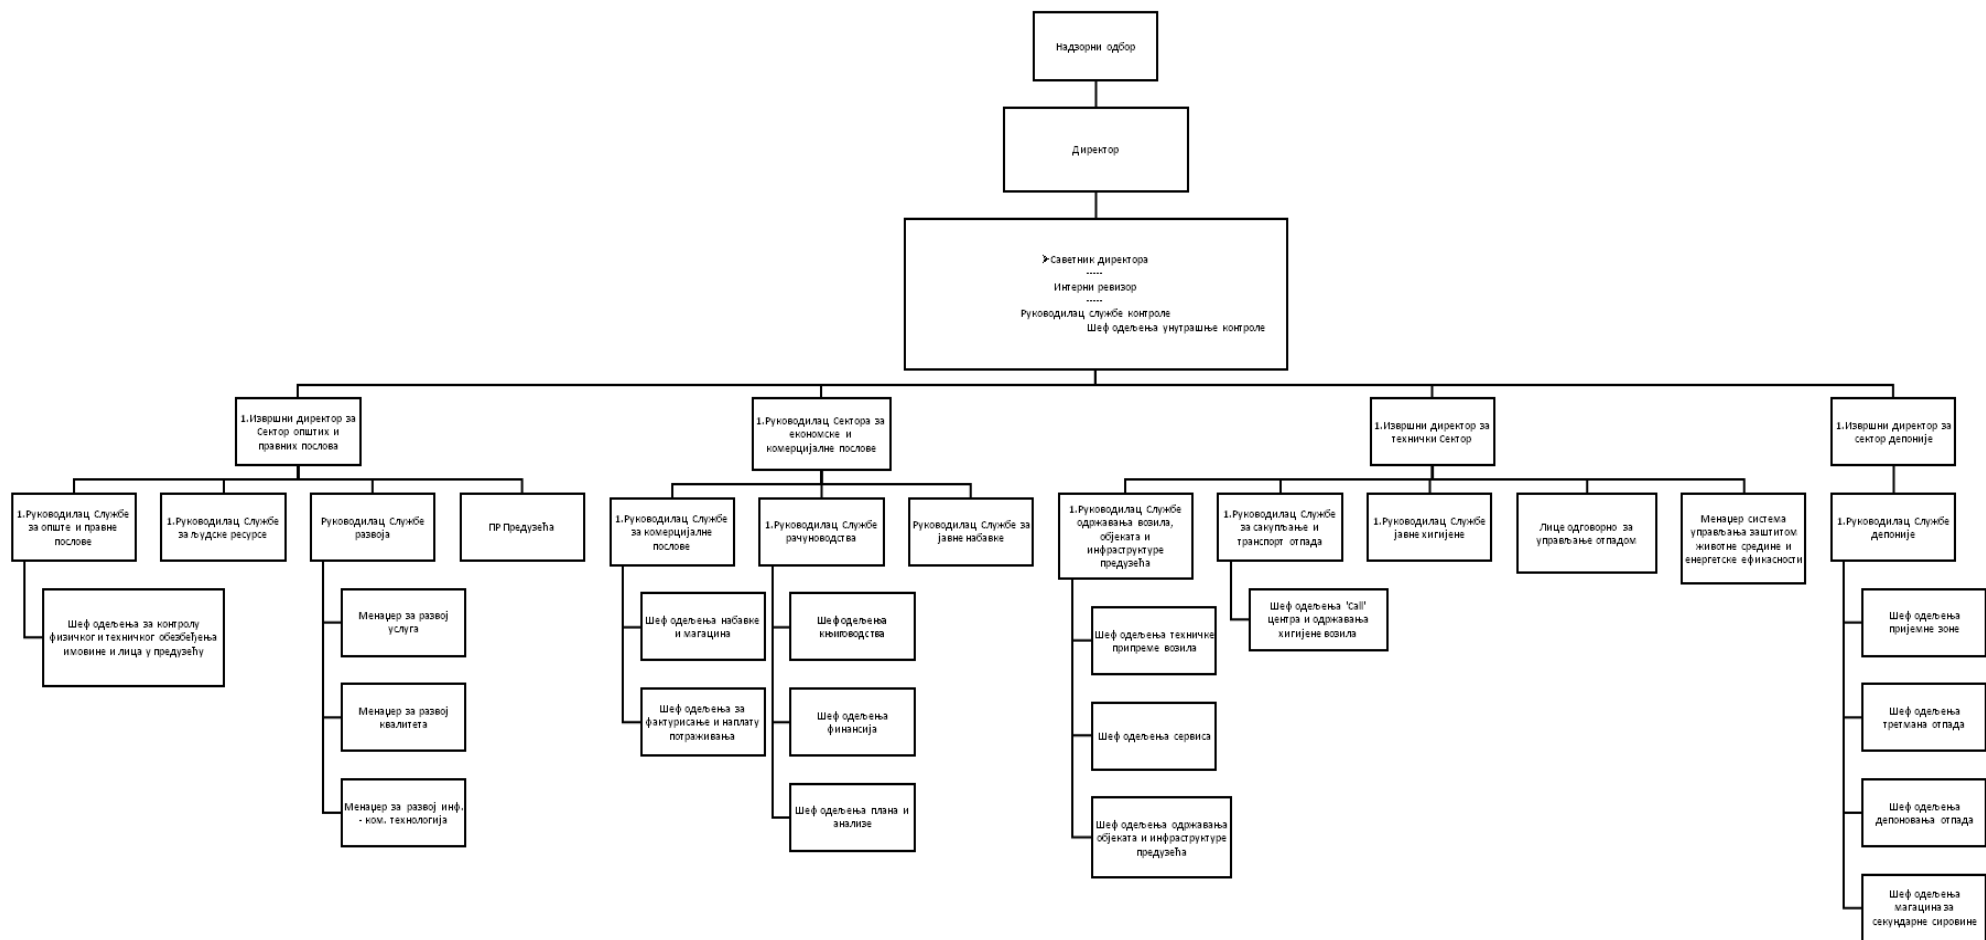 Надзорни одбор
Директор
➤Саветник директора
-----
Интерни ревизор
-----
Руководилац службе контроле
Шеф одељења унутрашње контроле
1.Извршни директор за
Сектор општих и
правних послова
1.Руководилац Сектора за
економске и
комерцијалне послове
1.Извршни директор за
технички Сектор
1.Извршни директор за
сектор депоније
1.Руководилац Службе
за опште и правне
послове
1.Руководилац Службе
за људске ресурсе
Руководилац Службе
развоја
ПР Предузећа
1.Руководилац Службе
за комерцијалне
послове
1.Руководилац Службе
рачуноводства
Руководилац Службе за
јавне набавке
1.Руководилац Службе
одржавања возила,
објеката и
инфраструктуре
предузећа
1.Руководилац Службе
за сакупљање и
транспорт отпада
1.Руководилац Службе
јавне хигијене
Лице одговорно за
управљање отпадом
Менаџер система
управљања заштитом
животне средине и
енергетске ефикасности
1.Руководилац Службе
депоније
Шеф одељења за контролу
физичког и техничког обезбеђења
имовине и лица у предузећу
Менаџер за развој
услуга
Менаџер за развој
квалитета
Менаџер за развој инф.
- ком. технологија
Шеф одељења набавке
и магацина
Шеф одељења за
фактурисање и наплату
потраживања
Шеф одељења
књиговодства
Шеф одељења
финансија
Шеф одељења плана и
анализе
Шеф одељења техничке
припреме возила
Шеф одељења сервиса
Шеф одељења одржавања
објеката и инфраструктуре
предузећа
Шеф одељења 'Call'
центра и одржавања
хигијене возила
Шеф одељења
пријемне зоне
Шеф одељења
третмана отпада
Шеф одељења
депоновања отпада
Шеф одељења
магацина за
секундарне сировине